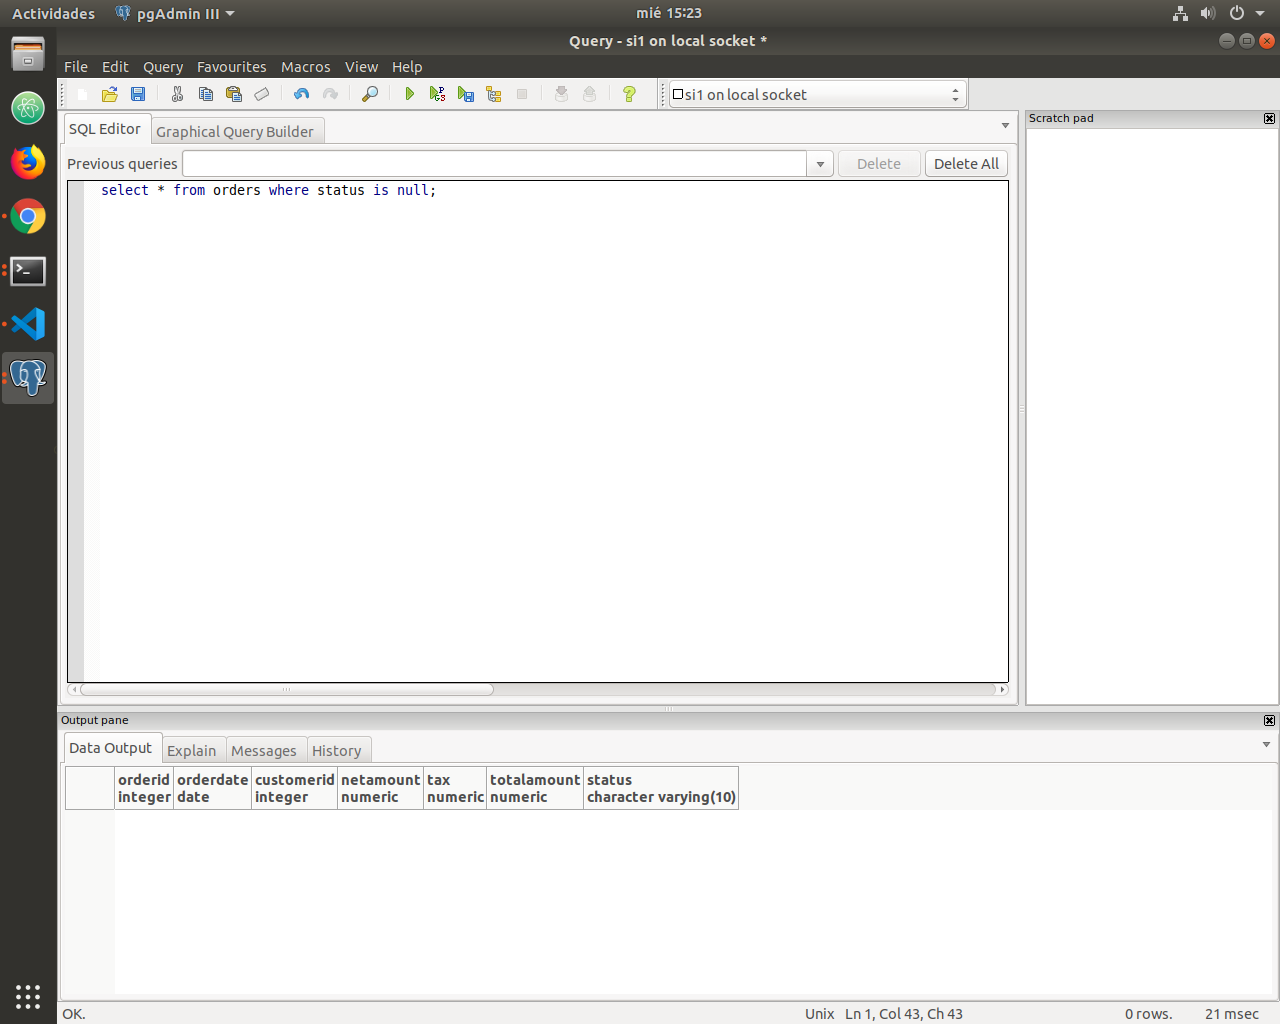 Actividades pgAdmin III mié 15:23
Query - si1 on local socket *
File Edit Query Favourites Macros View Help
si1 on local socket
SQL Editor Graphical Query Builder
Scratch pad
Previous queries Delete Delete All
select * from orders where status is null;
Output pane
Data Output Explain Messages History
orderid orderdate customerid netamount tax totalamount status
integer date integer numeric numeric numeric character varying(10)
OK. Unix Ln 1, Col 43, Ch 43 0 rows. 21 msec